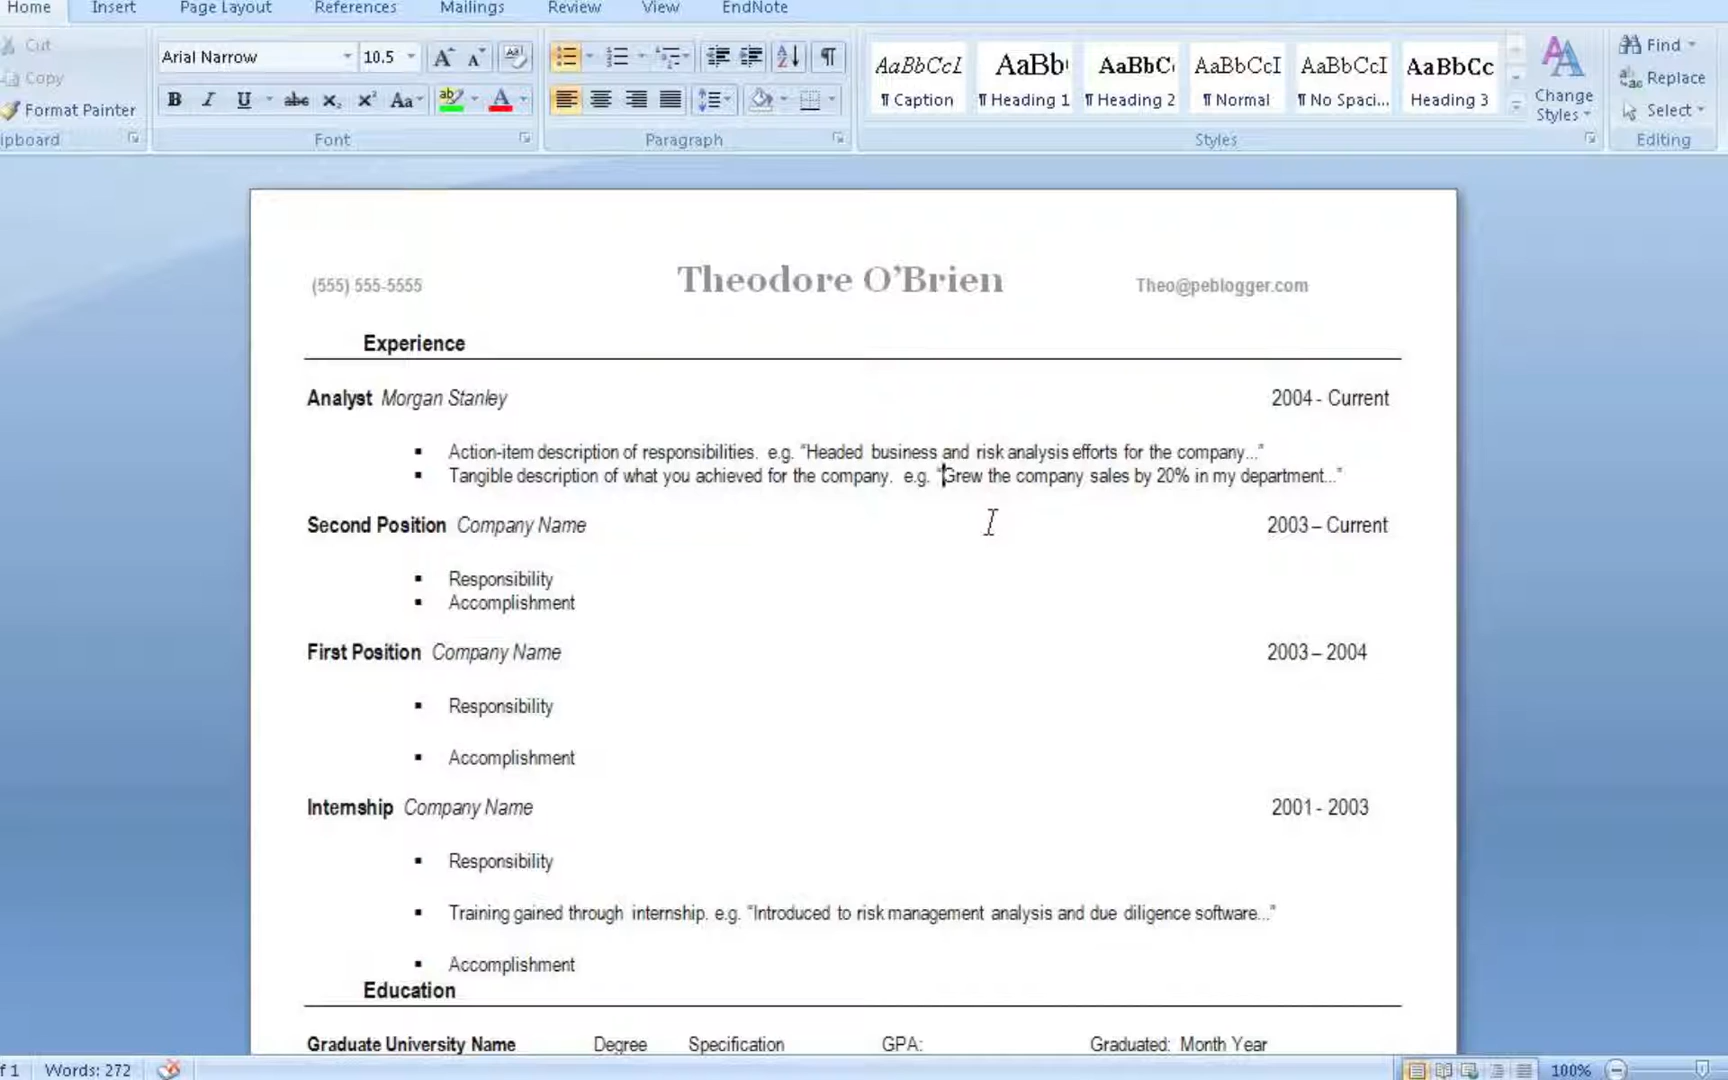 Home Insert Page Layout References Mailings Review View EndNote
Cut
Copy
Format Painter
ipboard
Arial Narrow 10.5
Font
Paragraph
AaBbCcI AaBb AaBbC AaBbCcI AaBbCcI AaBbCc
¶ Caption ¶ Heading 1 ¶ Heading 2 ¶ Normal ¶ No Spaci... Heading 3
Change
Styles
Styles
Find
Replace
Select
Editing
(555) 555-5555 Theodore O’Brien Theo@peblogger.com
Experience
Analyst Morgan Stanley 2004 - Current
▪ Action-item description of responsibilities. e.g. “Headed business and risk analysis efforts for the company...”
▪ Tangible description of what you achieved for the company. e.g. “Grew the company sales by 20% in my department...”
Second Position Company Name 2003 – Current
▪ Responsibility
▪ Accomplishment
First Position Company Name 2003 – 2004
▪ Responsibility
▪ Accomplishment
Internship Company Name 2001 - 2003
▪ Responsibility
▪ Training gained through internship. e.g. “Introduced to risk management analysis and due diligence software...”
▪ Accomplishment
Education
Graduate University Name Degree Specification GPA: Graduated: Month Year
f 1 Words: 272 100%